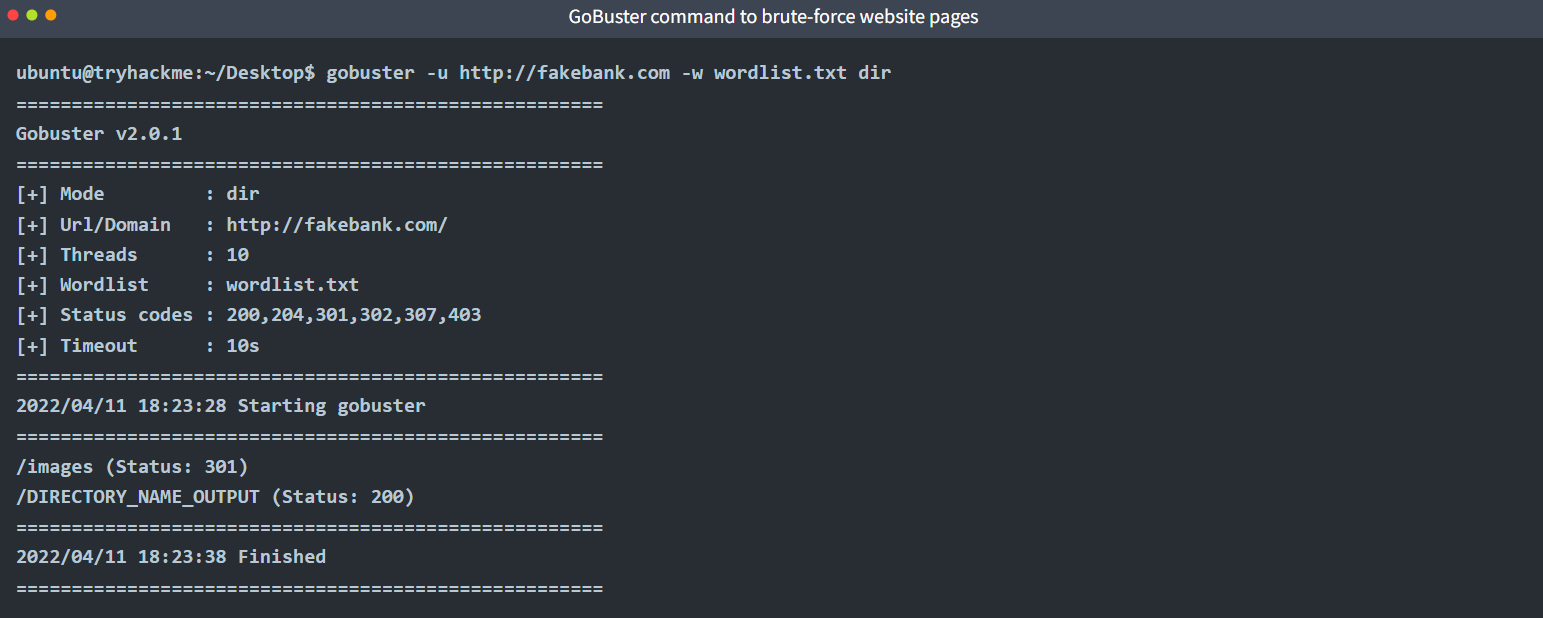 GoBuster command to brute-force website pages
ubuntu@tryhackme:~/Desktop$ gobuster -u http://fakebank.com -w wordlist.txt dir
=====================================================
Gobuster v2.0.1
=====================================================
[+] Mode         : dir
[+] Url/Domain   : http://fakebank.com/
[+] Threads      : 10
[+] Wordlist     : wordlist.txt
[+] Status codes : 200,204,301,302,307,403
[+] Timeout      : 10s
=====================================================
2022/04/11 18:23:28 Starting gobuster
=====================================================
/images (Status: 301)
/DIRECTORY_NAME_OUTPUT (Status: 200)
=====================================================
2022/04/11 18:23:38 Finished
=====================================================